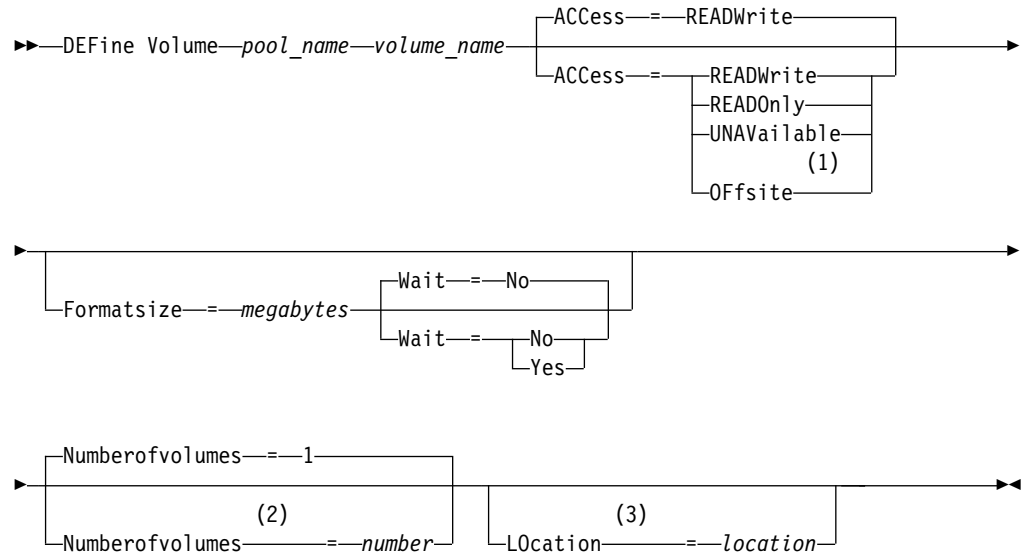 ACCess = READWrite
DEFine Volume pool_name volume_name
ACCess = READWrite
READOnly
UNAVailable
(1)
OFfsite
Wait = No
Formatsize = megabytes
Wait = No
Yes
Numberofvolumes = 1
(2) (3)
Numberofvolumes = number LOcation = location